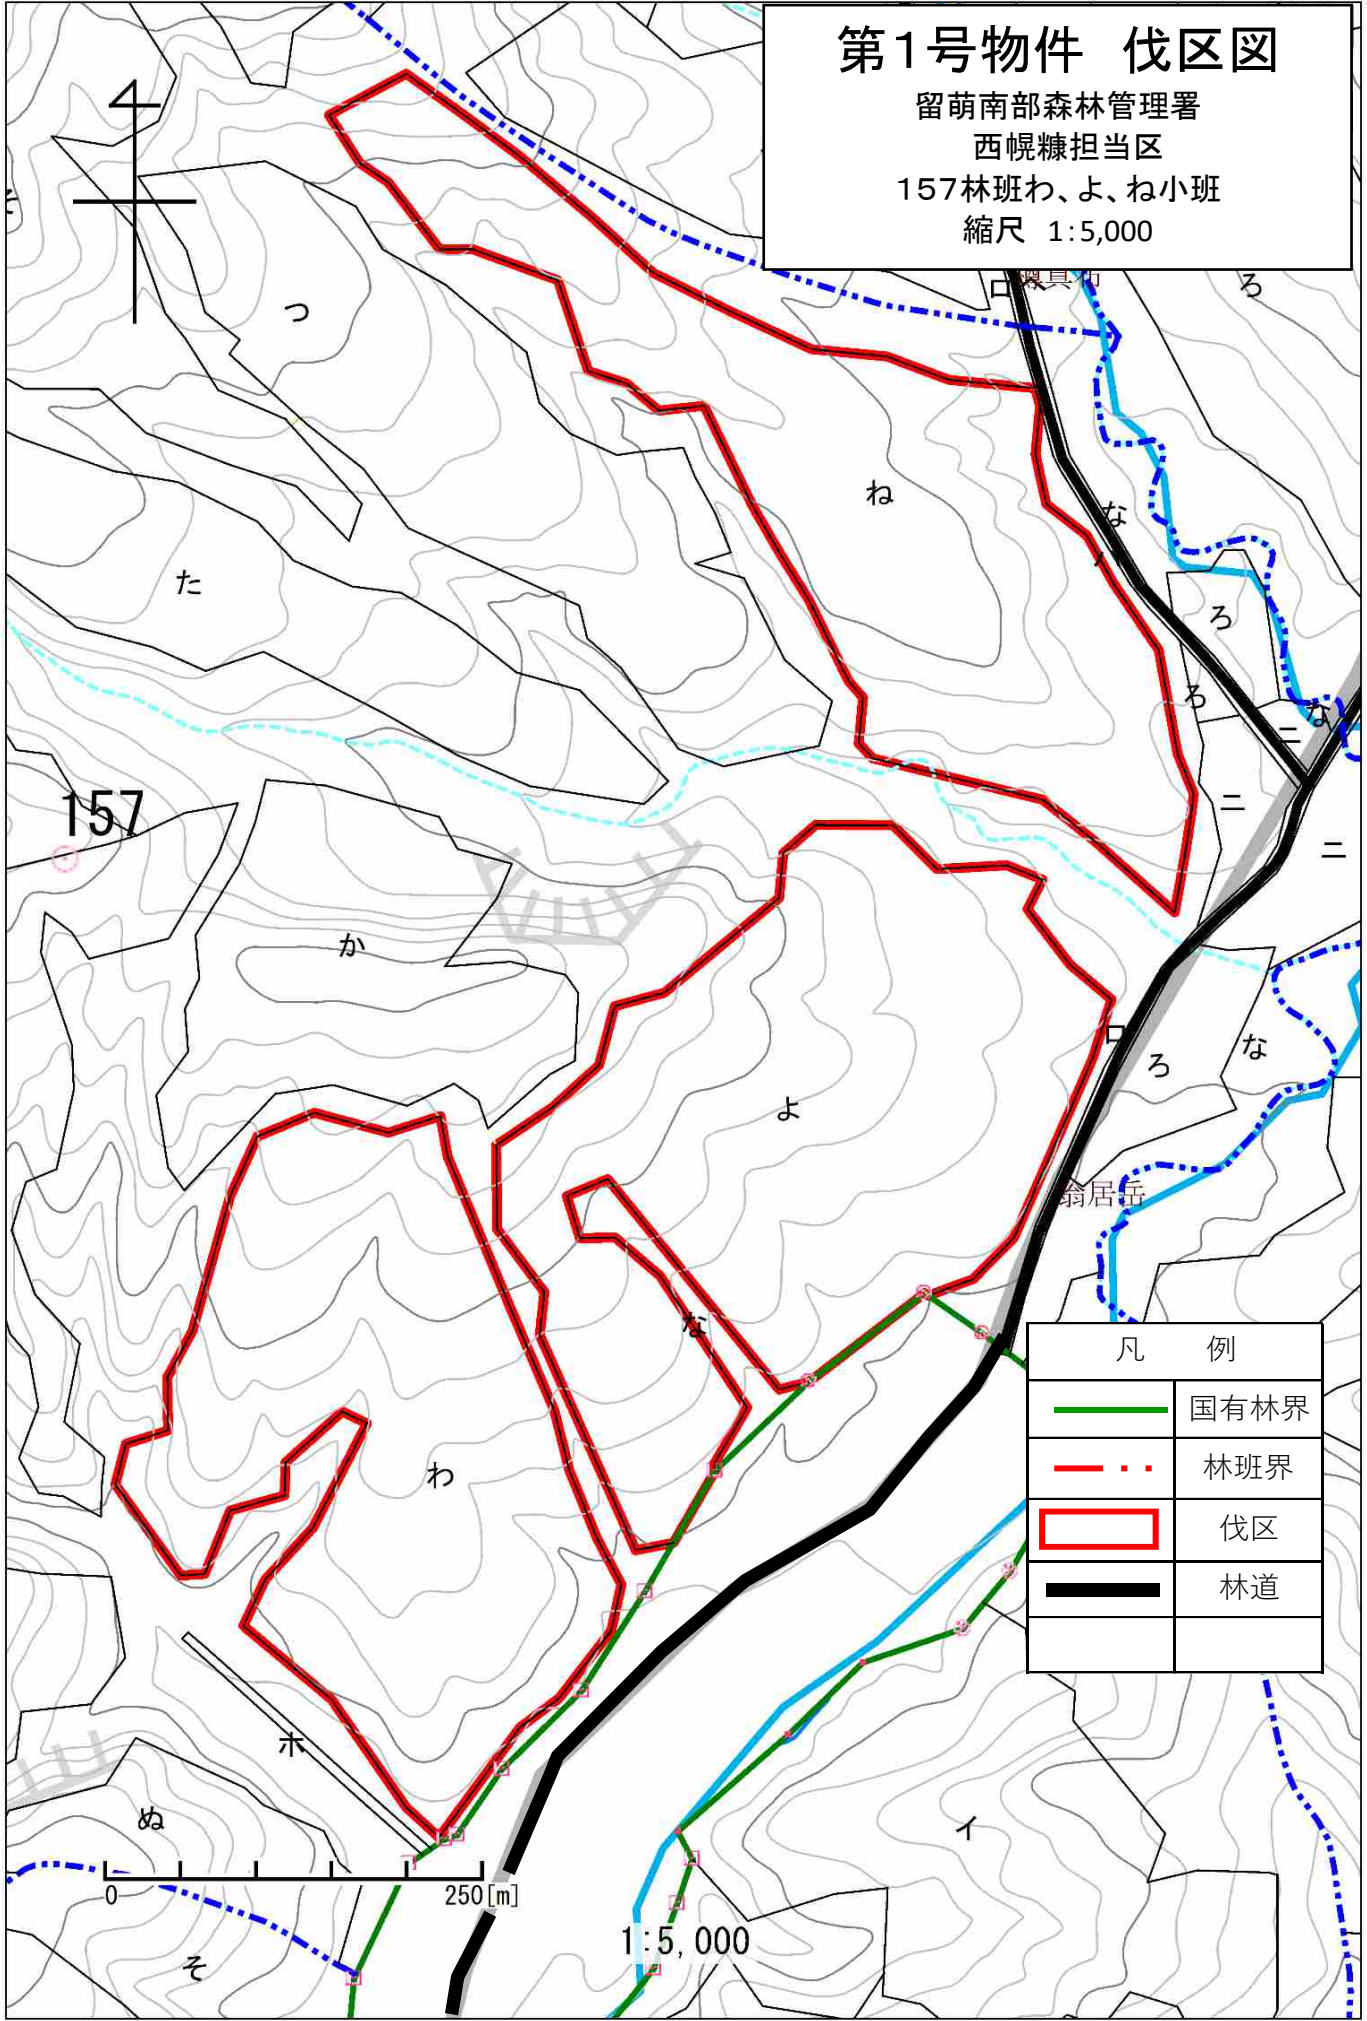 第1号物件 伐区図
留萌南部森林管理署
西幌糠担当区
157林班わ、よ、ね小班
縮尺 1:5,000
そ
ロ
ろ
つ
ね
な
ハ
た
ろ
ろ
な
ニ
ニ
157
ニ
か
ロ
な
ろ
よ
翁居岳
な
凡 例
国有林界
わ
林班界
伐区
林道
ホ
ぬ
イ
0 250[m]
1:5,000
そ